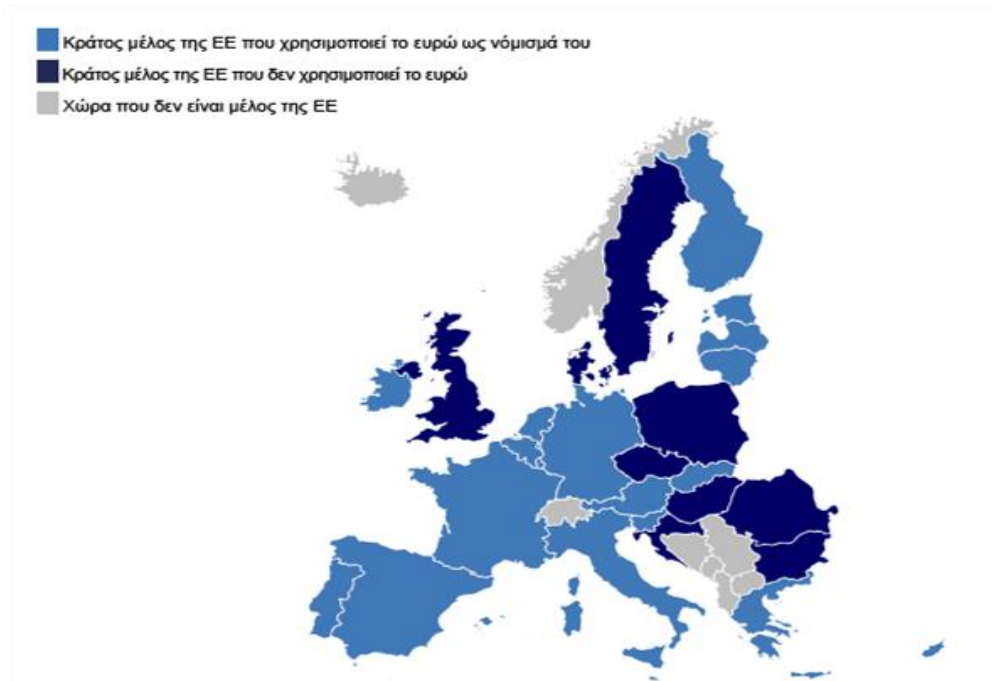 Κράτος μέλος της ΕΕ που χρησιμοποιεί το ευρώ ως νόμισμά του
Κράτος μέλος της ΕΕ που δεν χρησιμοποιεί το ευρώ
Χώρα που δεν είναι μέλος της ΕΕ